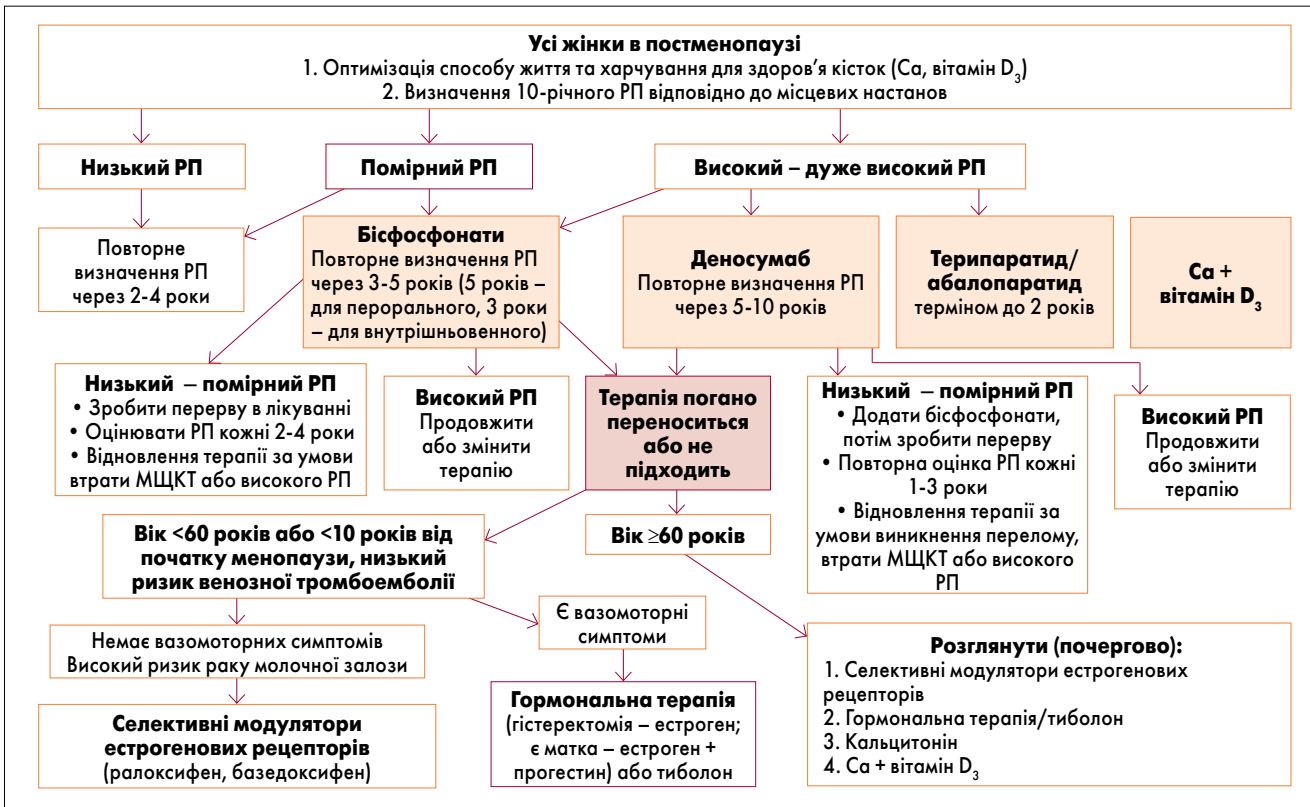 Усі жінки в постменопаузі
1. Оптимізація способу життя та харчування для здоров’я кісток (Ca, вітамін D₃)
2. Визначення 10-річного РП відповідно до місцевих настанов
Низький РП
Помірний РП
Високий – дуже високий РП
Повторне
визначення РП
через 2-4 роки
Бісфосфонати
Повторне визначення РП
через 3-5 років (5 років –
для перорального, 3 роки
– для внутрішньовенного)
Деносумаб
Повторне визначення РП
через 5-10 років
Терипаратид/
абалопаратид
терміном до 2 років
Ca +
вітамін D₃
Низький – помірний РП
• Зробити перерву в лікуванні
• Оцінювати РП кожні 2-4 роки
• Відновлення терапії за умови
втрати МЩКТ або високого РП
Високий РП
Продовжити
або змінити
терапію
Терапія погано
переноситься
або не
підходить
Низький – помірний РП
• Додати бісфосфонати,
потім зробити перерву
• Повторна оцінка РП кожні
1-3 роки
• Відновлення терапії за
умови виникнення перелому,
втрати МЩКТ або високого
РП
Високий РП
Продовжити
або змінити
терапію
Вік <60 років або <10 років від
початку менопаузи, низький
ризик венозної тромбоемболії
Вік ≥60 років
Немає вазомоторних симптомів
Високий ризик раку молочної залози
Є вазомоторні
симптоми
Селективні модулятори
естрогенових рецепторів
(ралоксифен, базедоксифен)
Гормональна терапія
(гістеректомія – естроген;
є матка – естроген +
прогестин) або тиболон
Розглянути (почергово):
1. Селективні модулятори естрогенових
рецепторів
2. Гормональна терапія/тиболон
3. Кальцитонін
4. Ca + вітамін D₃